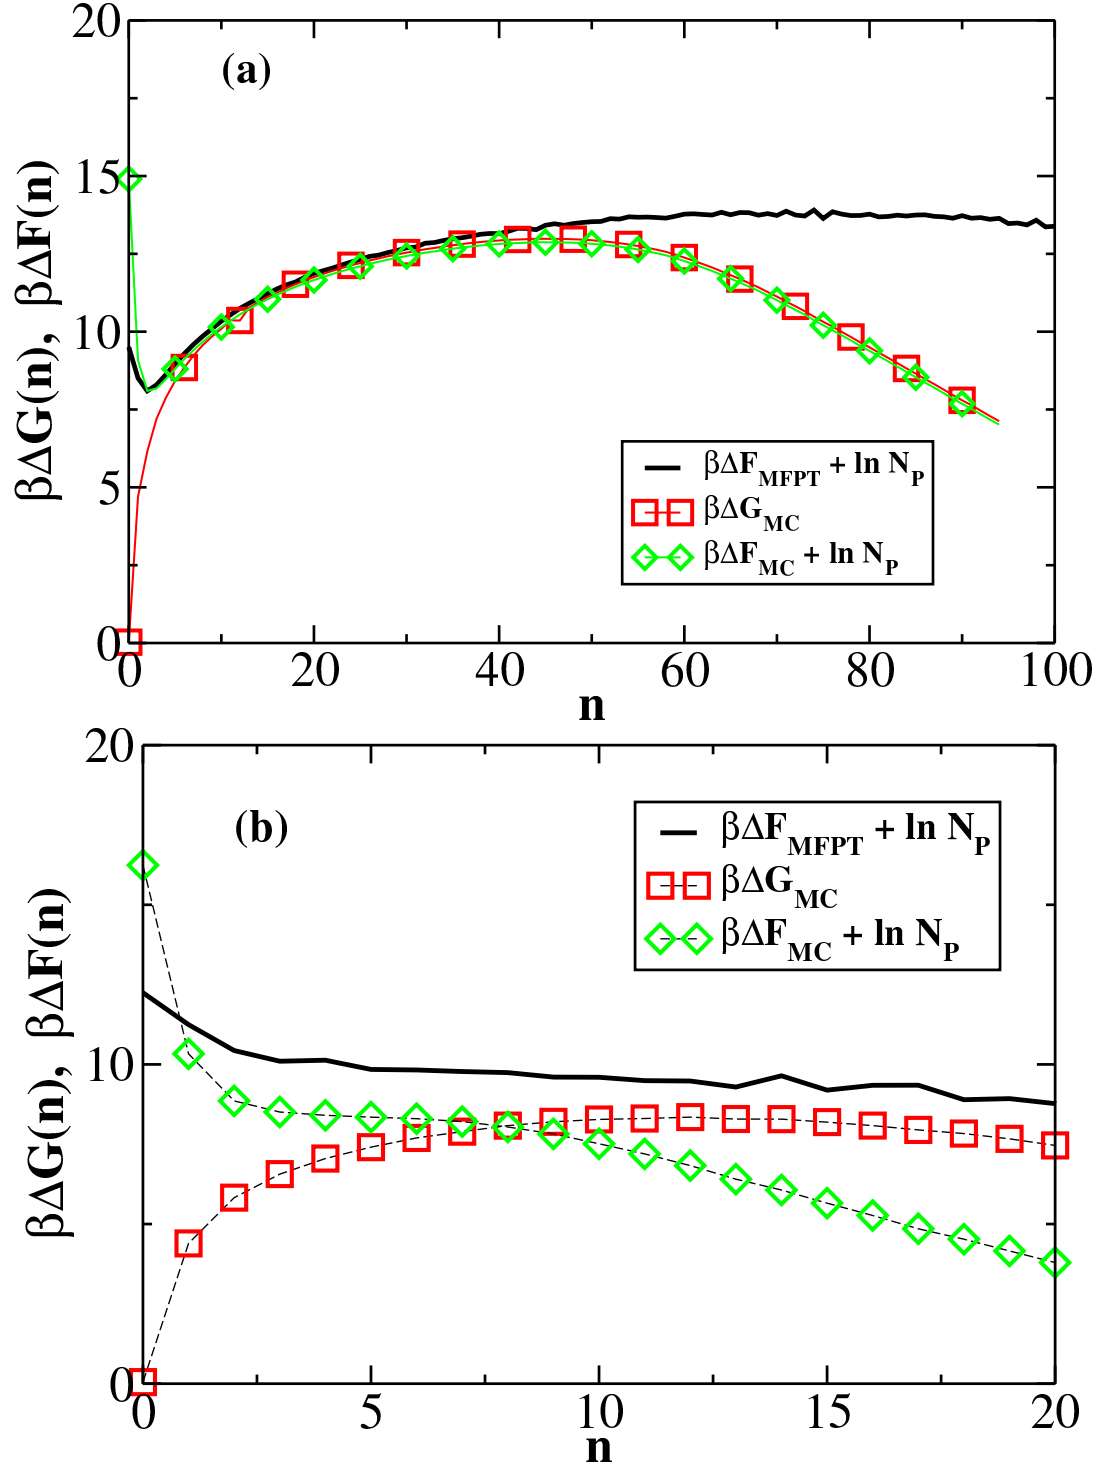 (a)
20
15
10
5
0
βΔG(n), βΔF(n)
βΔF_MFPT + ln N_P
βΔG_MC
βΔF_MC + ln N_P
0 20 40 60 80 100
n
(b)
20
10
0
βΔG(n), βΔF(n)
βΔF_MFPT + ln N_P
βΔG_MC
βΔF_MC + ln N_P
0 5 10 15 20
n